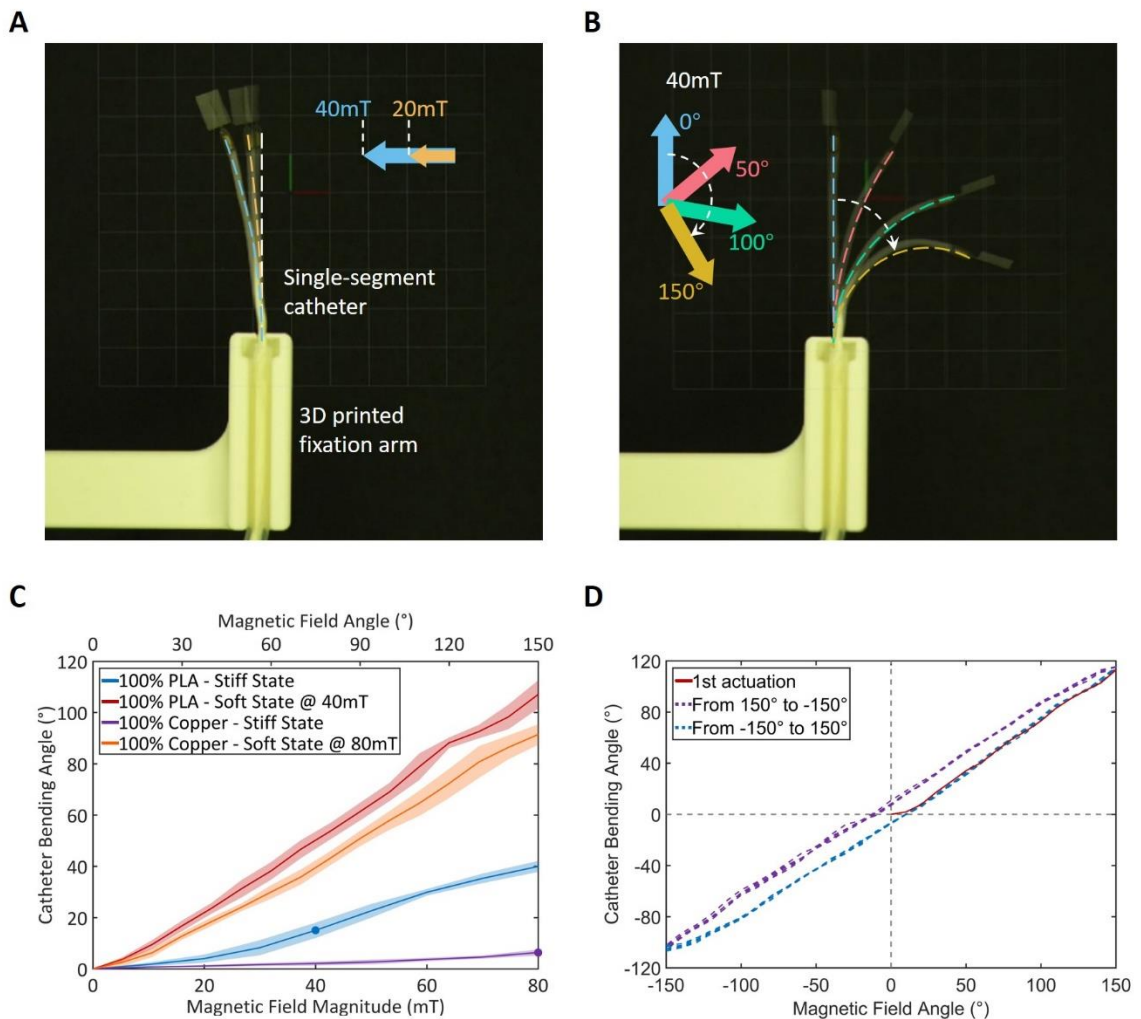 A
B
40mT 20mT
Single-segment
catheter
3D printed
fixation arm
40mT
0°
50°
100°
150°
C
Magnetic Field Angle (°)
0 30 60 90 120 150
Catheter Bending Angle (°)
120
100
80
60
40
20
0
100% PLA - Stiff State
100% PLA - Soft State @ 40mT
100% Copper - Stiff State
100% Copper - Soft State @ 80mT
0 20 40 60 80
Magnetic Field Magnitude (mT)
D
Catheter Bending Angle (°)
120
80
40
0
-40
-80
-120
1st actuation
From 150° to -150°
From -150° to 150°
-150 -100 -50 0 50 100 150
Magnetic Field Angle (°)